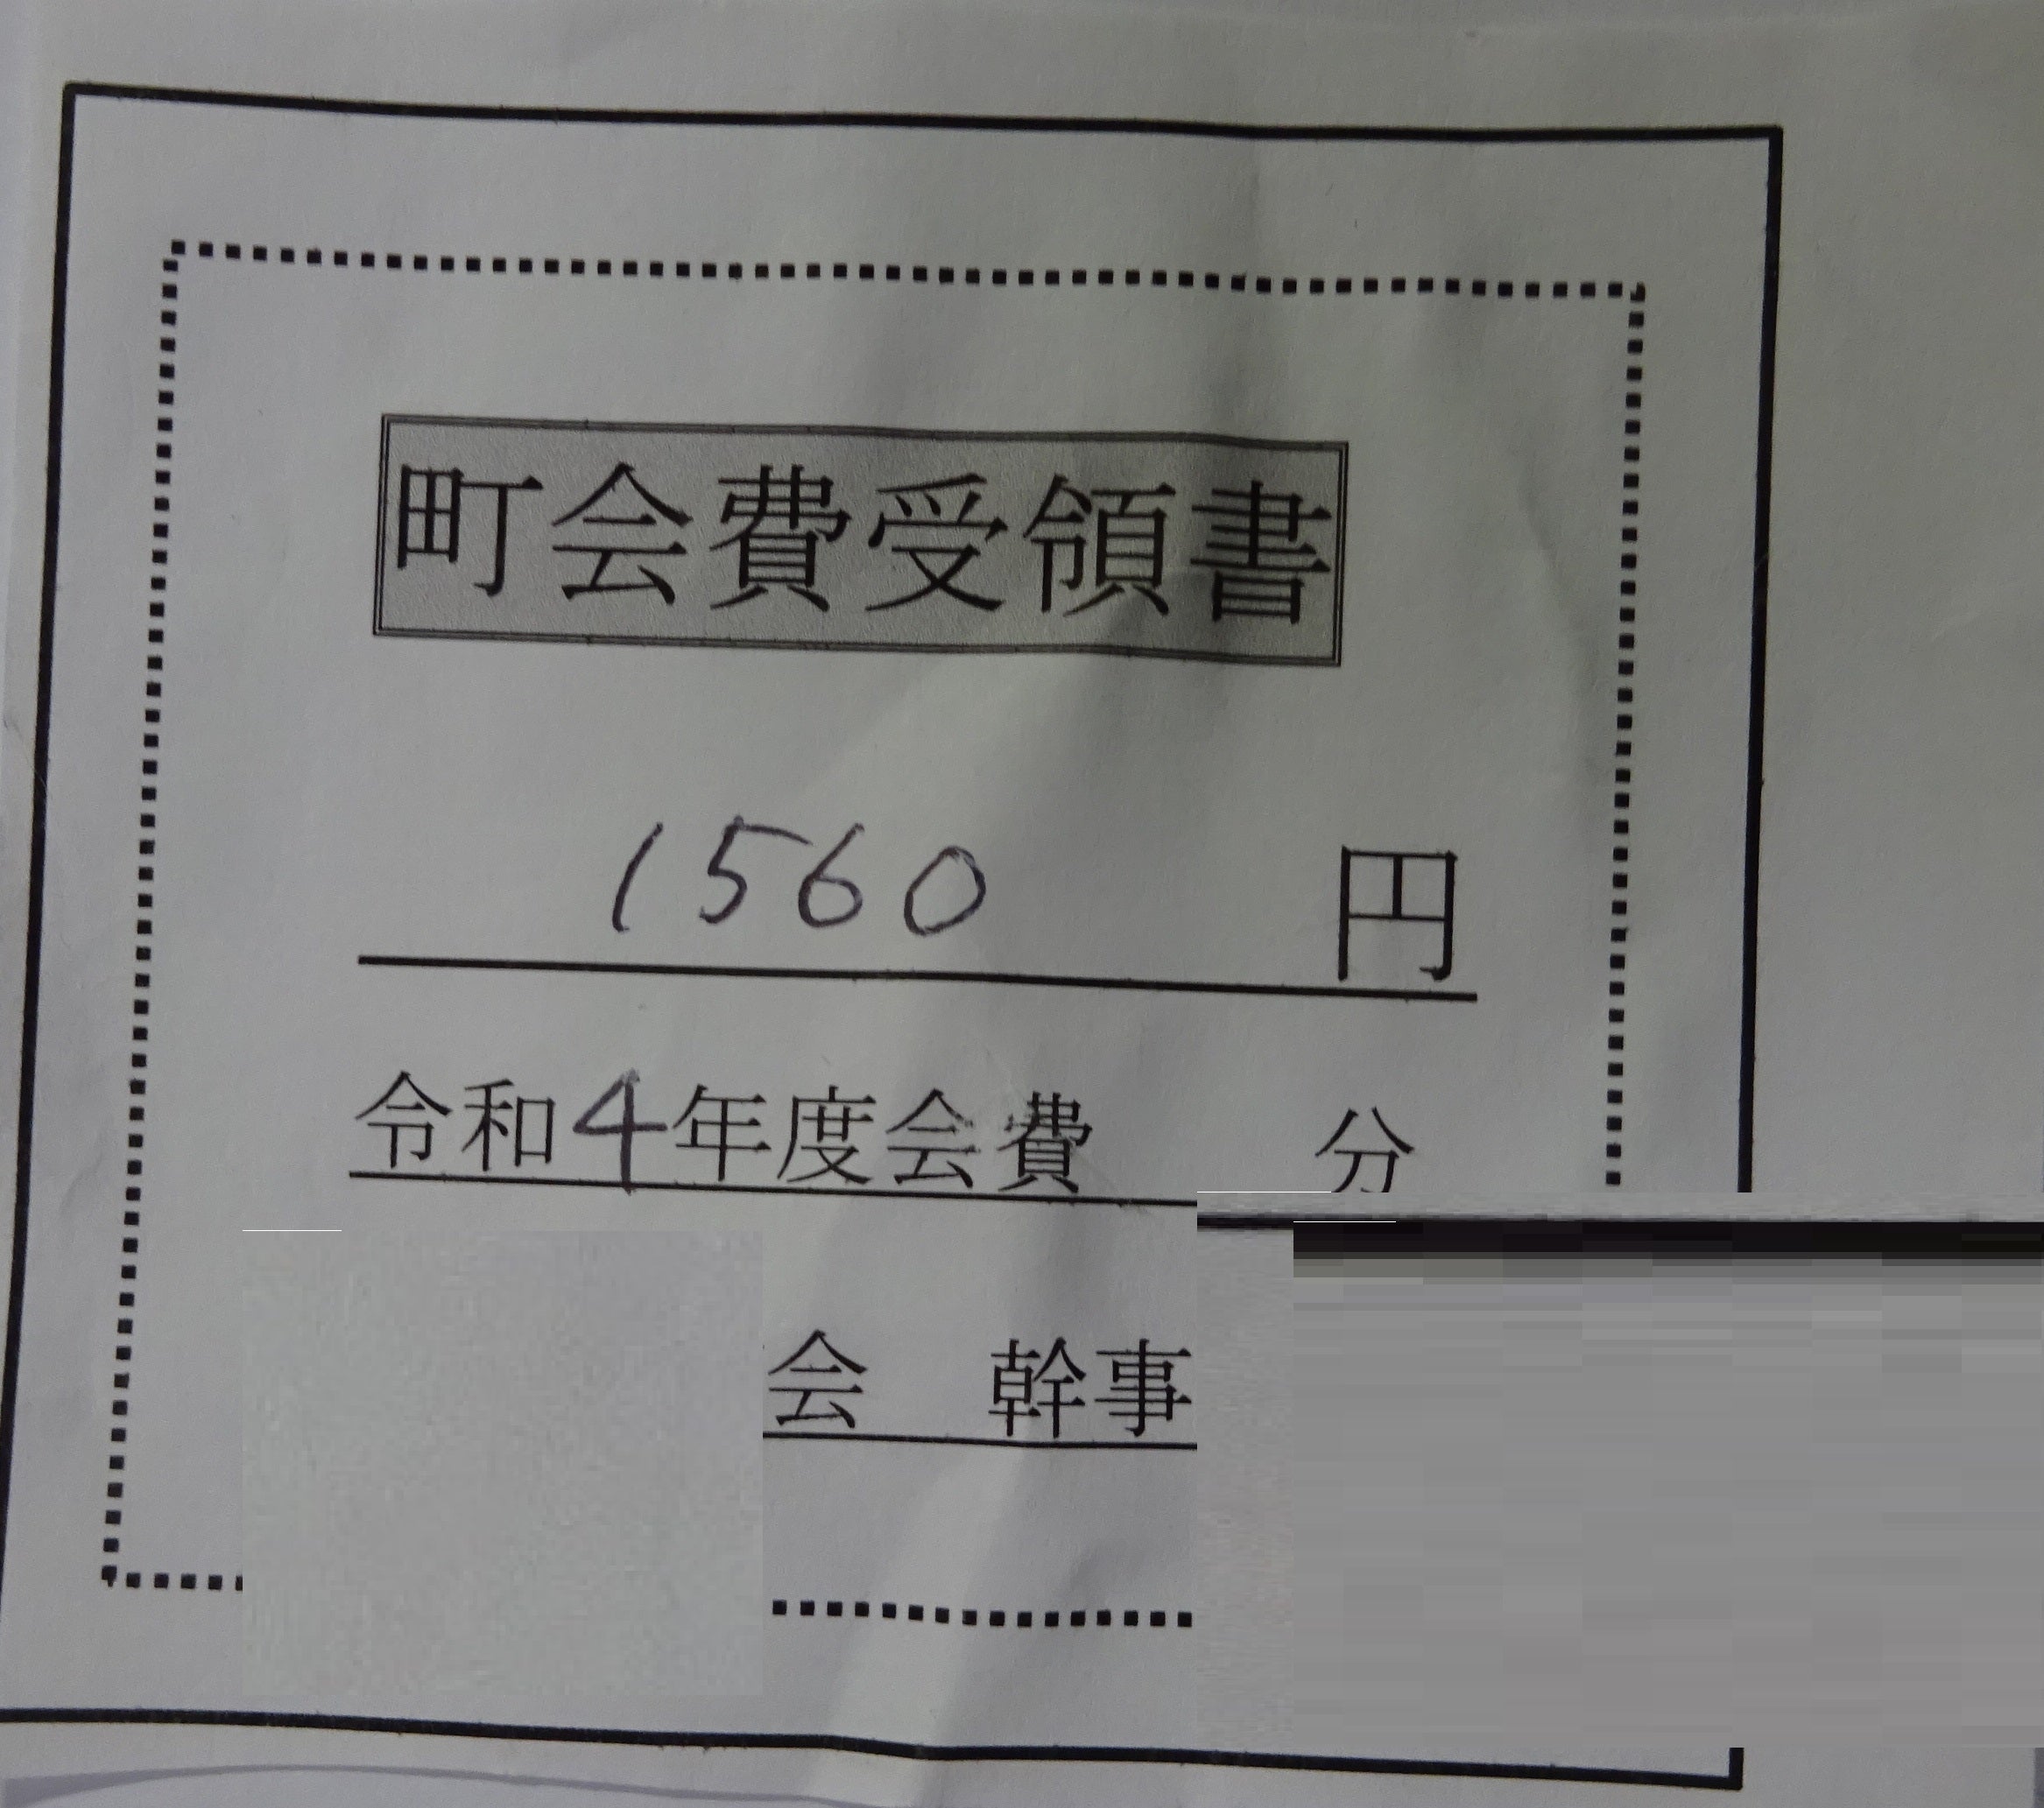 町会費受領書
1560 円
令和4年度会費 分
会 幹事